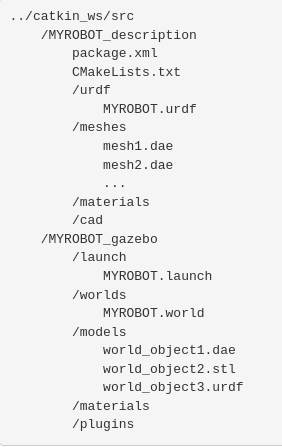 ../catkin_ws/src
    /MYROBOT_description
        package.xml
        CMakeLists.txt
        /urdf
            MYROBOT.urdf
        /meshes
            mesh1.dae
            mesh2.dae
            ...
        /materials
        /cad
    /MYROBOT_gazebo
        /launch
            MYROBOT.launch
        /worlds
            MYROBOT.world
        /models
            world_object1.dae
            world_object2.stl
            world_object3.urdf
        /materials
        /plugins